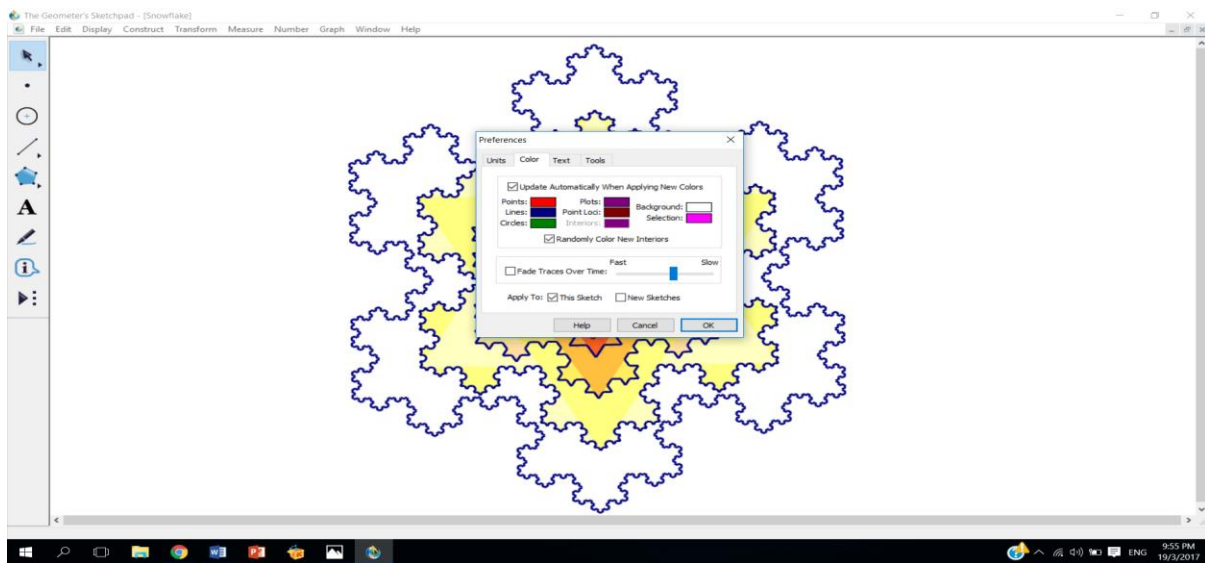 The Geometer's Sketchpad - [Snowflake]
File Edit Display Construct Transform Measure Number Graph Window Help
A
Preferences
Units Color Text Tools
Update Automatically When Applying New Colors
Points: Plots: Background:
Lines: Point Loci: Selection:
Circles: Interiors:
Randomly Color New Interiors
Fast Slow
Fade Traces Over Time:
Apply To: This Sketch New Sketches
Help Cancel OK
ENG 9:55 PM
19/3/2017